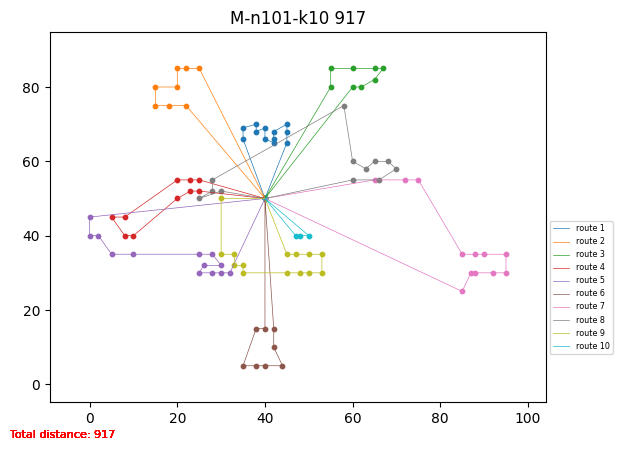 M-n101-k10 917
80
60
40
20
0
0 20 40 60 80 100
route 1
route 2
route 3
route 4
route 5
route 6
route 7
route 8
route 9
route 10
Total distance: 917